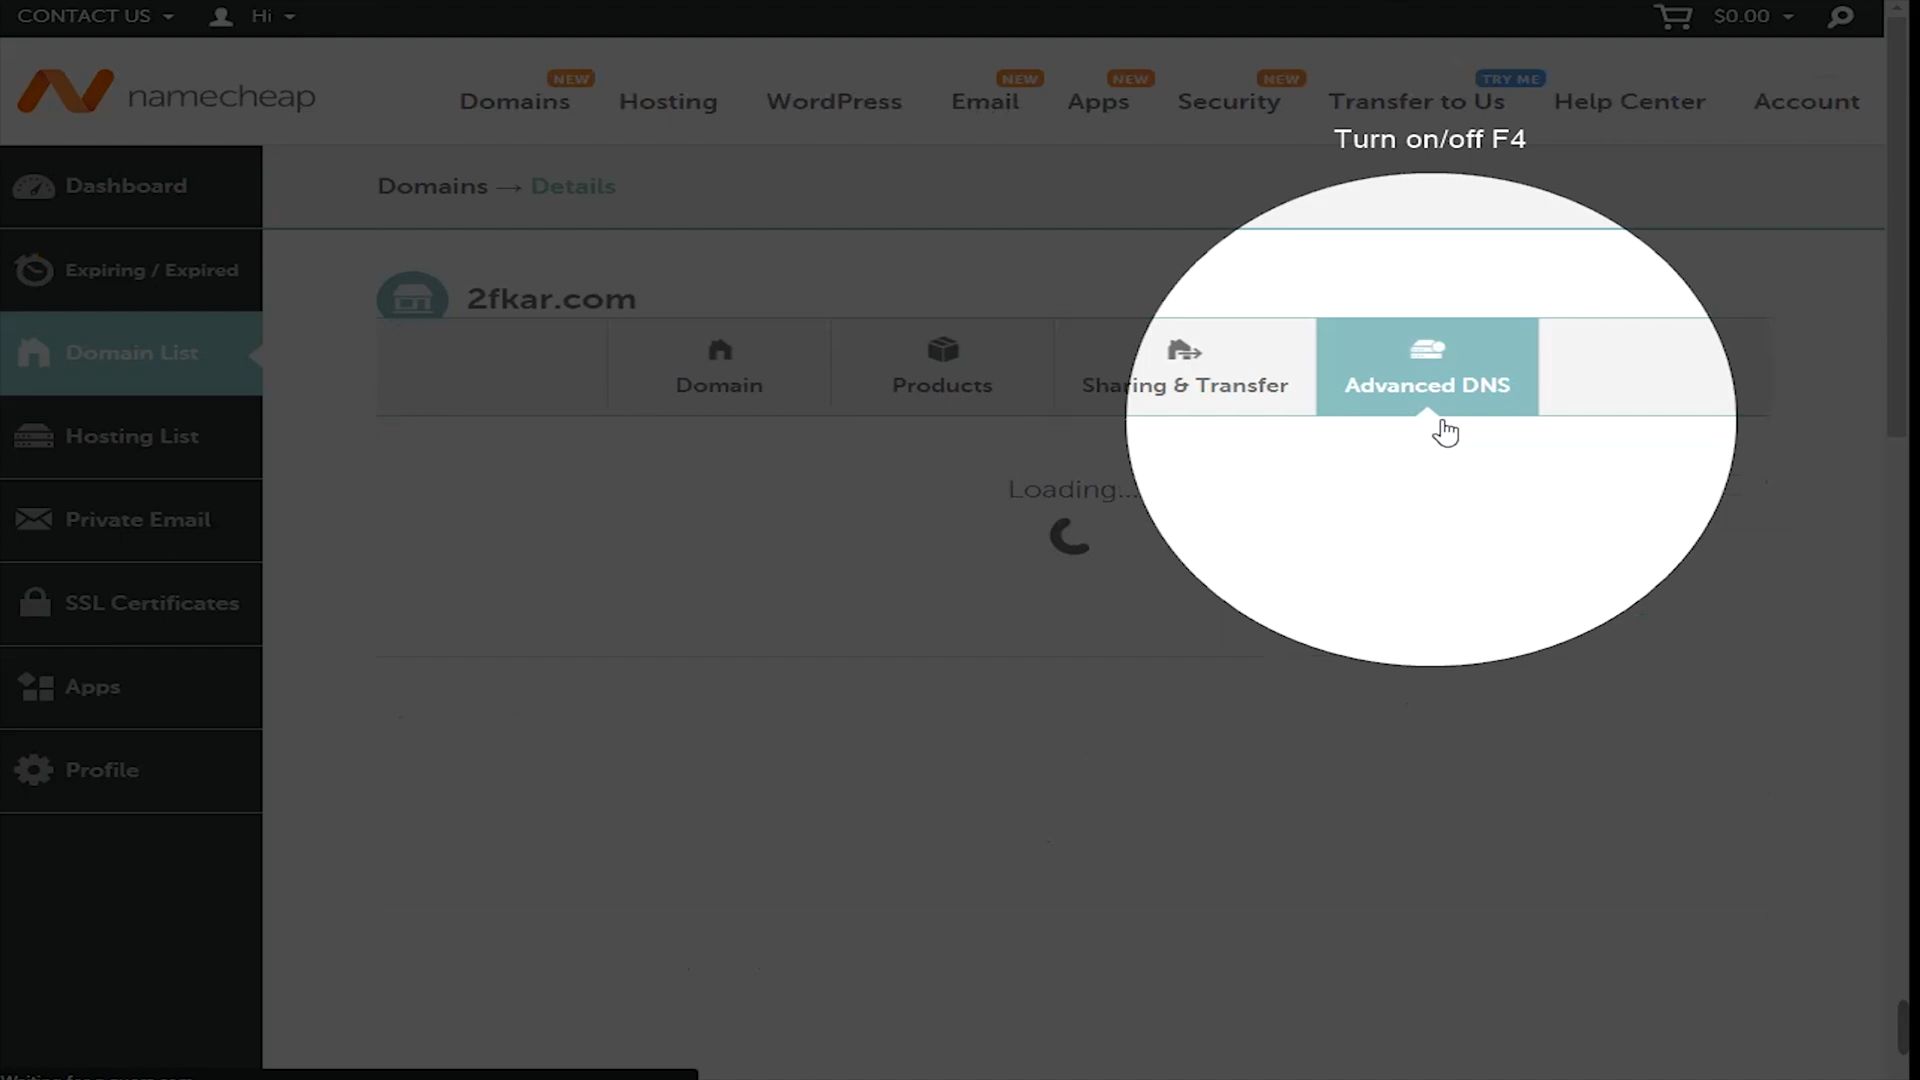 CONTACT US
Hi
$0.00
namecheap
Domains NEW
Hosting
WordPress
Email NEW
Apps NEW
Security NEW
Transfer to Us TRY ME
Help Center
Account
Turn on/off F4
Dashboard
Expiring / Expired
Domain List
Hosting List
Private Email
SSL Certificates
Apps
Profile
Domains → Details
2fkar.com
Domain
Products
Sharing & Transfer
Advanced DNS
Loading...